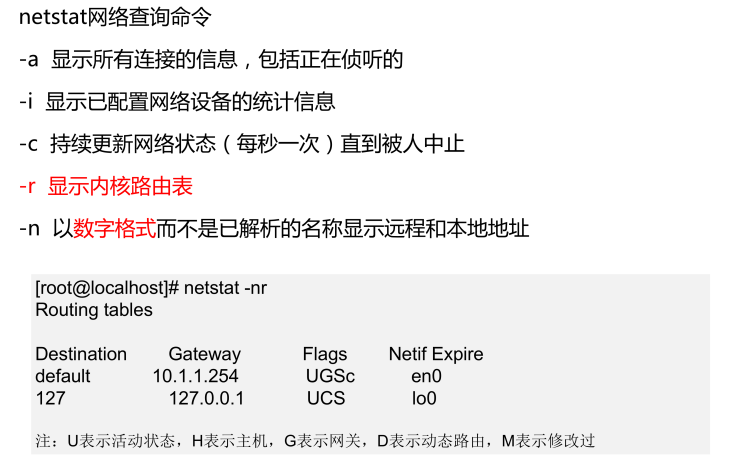 netstat网络查询命令
-a 显示所有连接的信息，包括正在侦听的
-i 显示已配置网络设备的统计信息
-c 持续更新网络状态（每秒一次）直到被人中止
-r 显示内核路由表
-n 以数字格式而不是已解析的名称显示远程和本地地址
[root@localhost]# netstat -nr
Routing tables
Destination Gateway Flags Netif Expire
default 10.1.1.254 UGSc en0
127 127.0.0.1 UCS lo0
注：U表示活动状态，H表示主机，G表示网关，D表示动态路由，M表示修改过